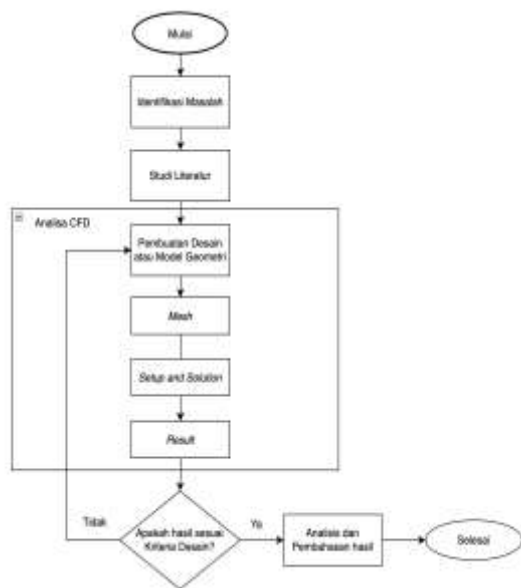 Mulai
Identifikasi Masalah
Studi Literatur
Analisa CFD
Pembuatan Desain
atau Model Geometri
Mesh
Setup and Solution
Result
Apakah hasil sesuai
Kriteria Desain?
Tidak
Ya
Analisis dan
Pembahasan hasil
Selesai